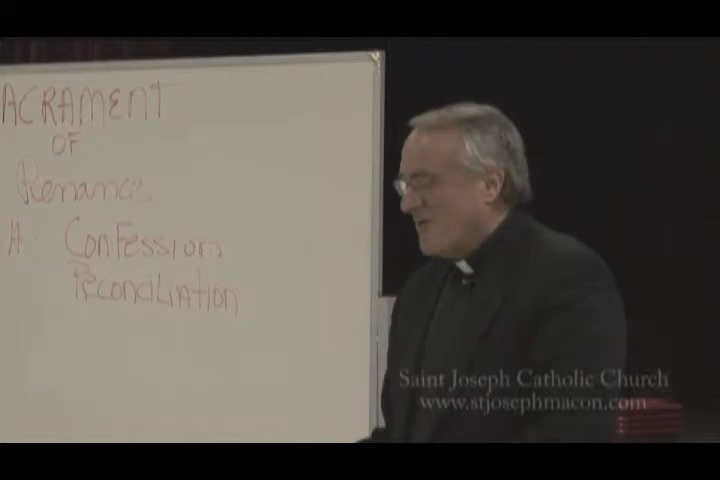 ACRAMENT
OF
Penance
A CONFESSION
RECONCILIATION
Saint Joseph Catholic Church
www.stjosephmacon.com